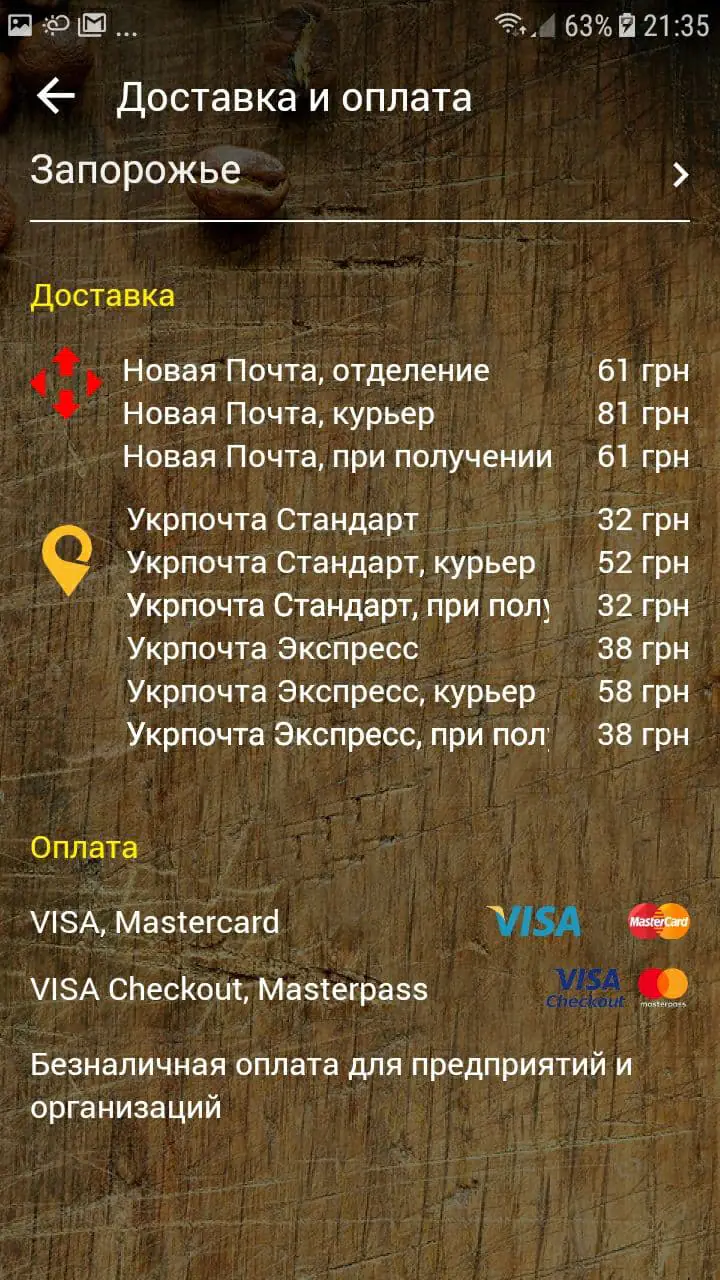 ... 63% 21:35
Доставка и оплата
Запорожье
Доставка
Новая Почта, отделение 61 грн
Новая Почта, курьер 81 грн
Новая Почта, при получении 61 грн
Укрпочта Стандарт 32 грн
Укрпочта Стандарт, курьер 52 грн
Укрпочта Стандарт, при полу 32 грн
Укрпочта Экспресс 38 грн
Укрпочта Экспресс, курьер 58 грн
Укрпочта Экспресс, при пол 38 грн
Оплата
VISA, Mastercard VISA MasterCard
VISA Checkout, Masterpass VISA Checkout masterpass
Безналичная оплата для предприятий и
организаций